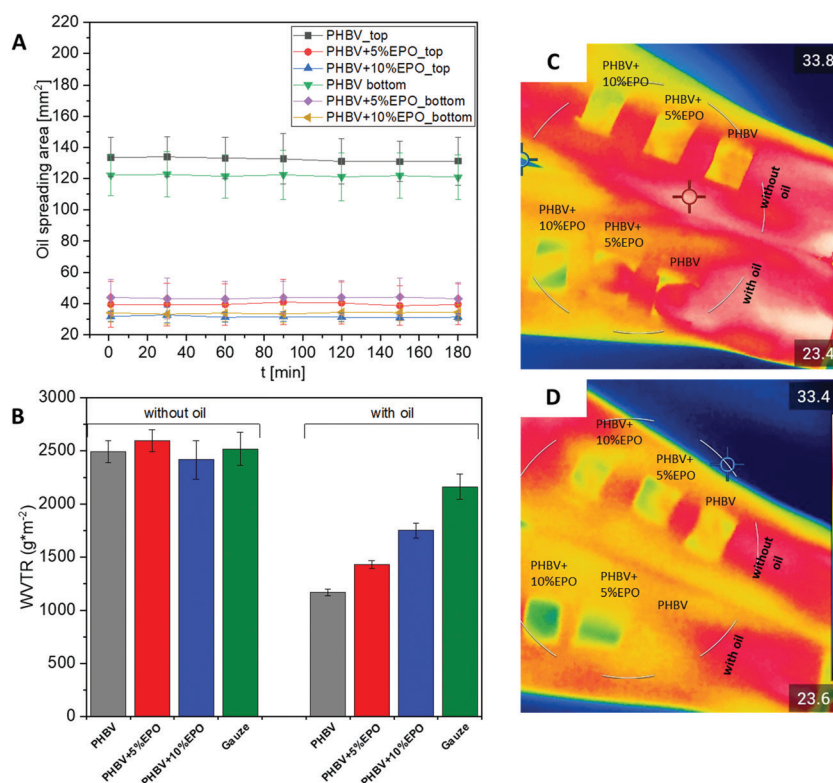 A
220
200
180
160
140
120
100
80
60
40
20
Oil spreading area [mm²]
PHBV_top
PHBV+5%EPO_top
PHBV+10%EPO_top
PHBV bottom
PHBV+5%EPO_bottom
PHBV+10%EPO_bottom
0 20 40 60 80 100 120 140 160 180
t [min]
B
3000
2500
2000
1500
1000
500
0
WVTR (g*m⁻²)
without oil
with oil
PHBV
PHBV+5%EPO
PHBV+10%EPO
Gauze
PHBV
PHBV+5%EPO
PHBV+10%EPO
Gauze
C
33.8
PHBV+
10%EPO
PHBV+
5%EPO
PHBV
without
oil
PHBV+
10%EPO
PHBV+
5%EPO
PHBV
with oil
23.4
D
33.4
PHBV+
10%EPO
PHBV+
5%EPO
PHBV
without
oil
PHBV+
10%EPO
PHBV+
5%EPO
PHBV
with oil
23.6